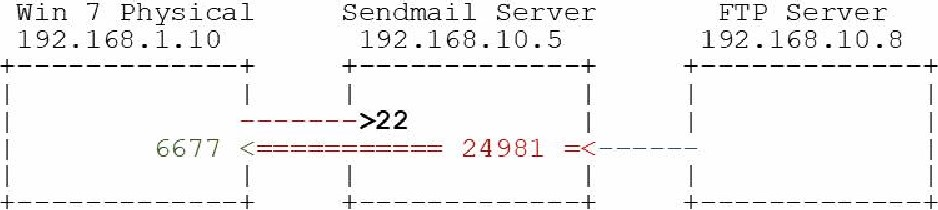 Win 7 Physical Sendmail Server FTP Server
192.168.1.10 192.168.10.5 192.168.10.8
+-------------+ +-------------+ +-------------+
| | | | | |
| ------->22 | | |
| 6677 <=========== 24981 =<------ |
| | | | | |
+-------------+ +-------------+ +-------------+